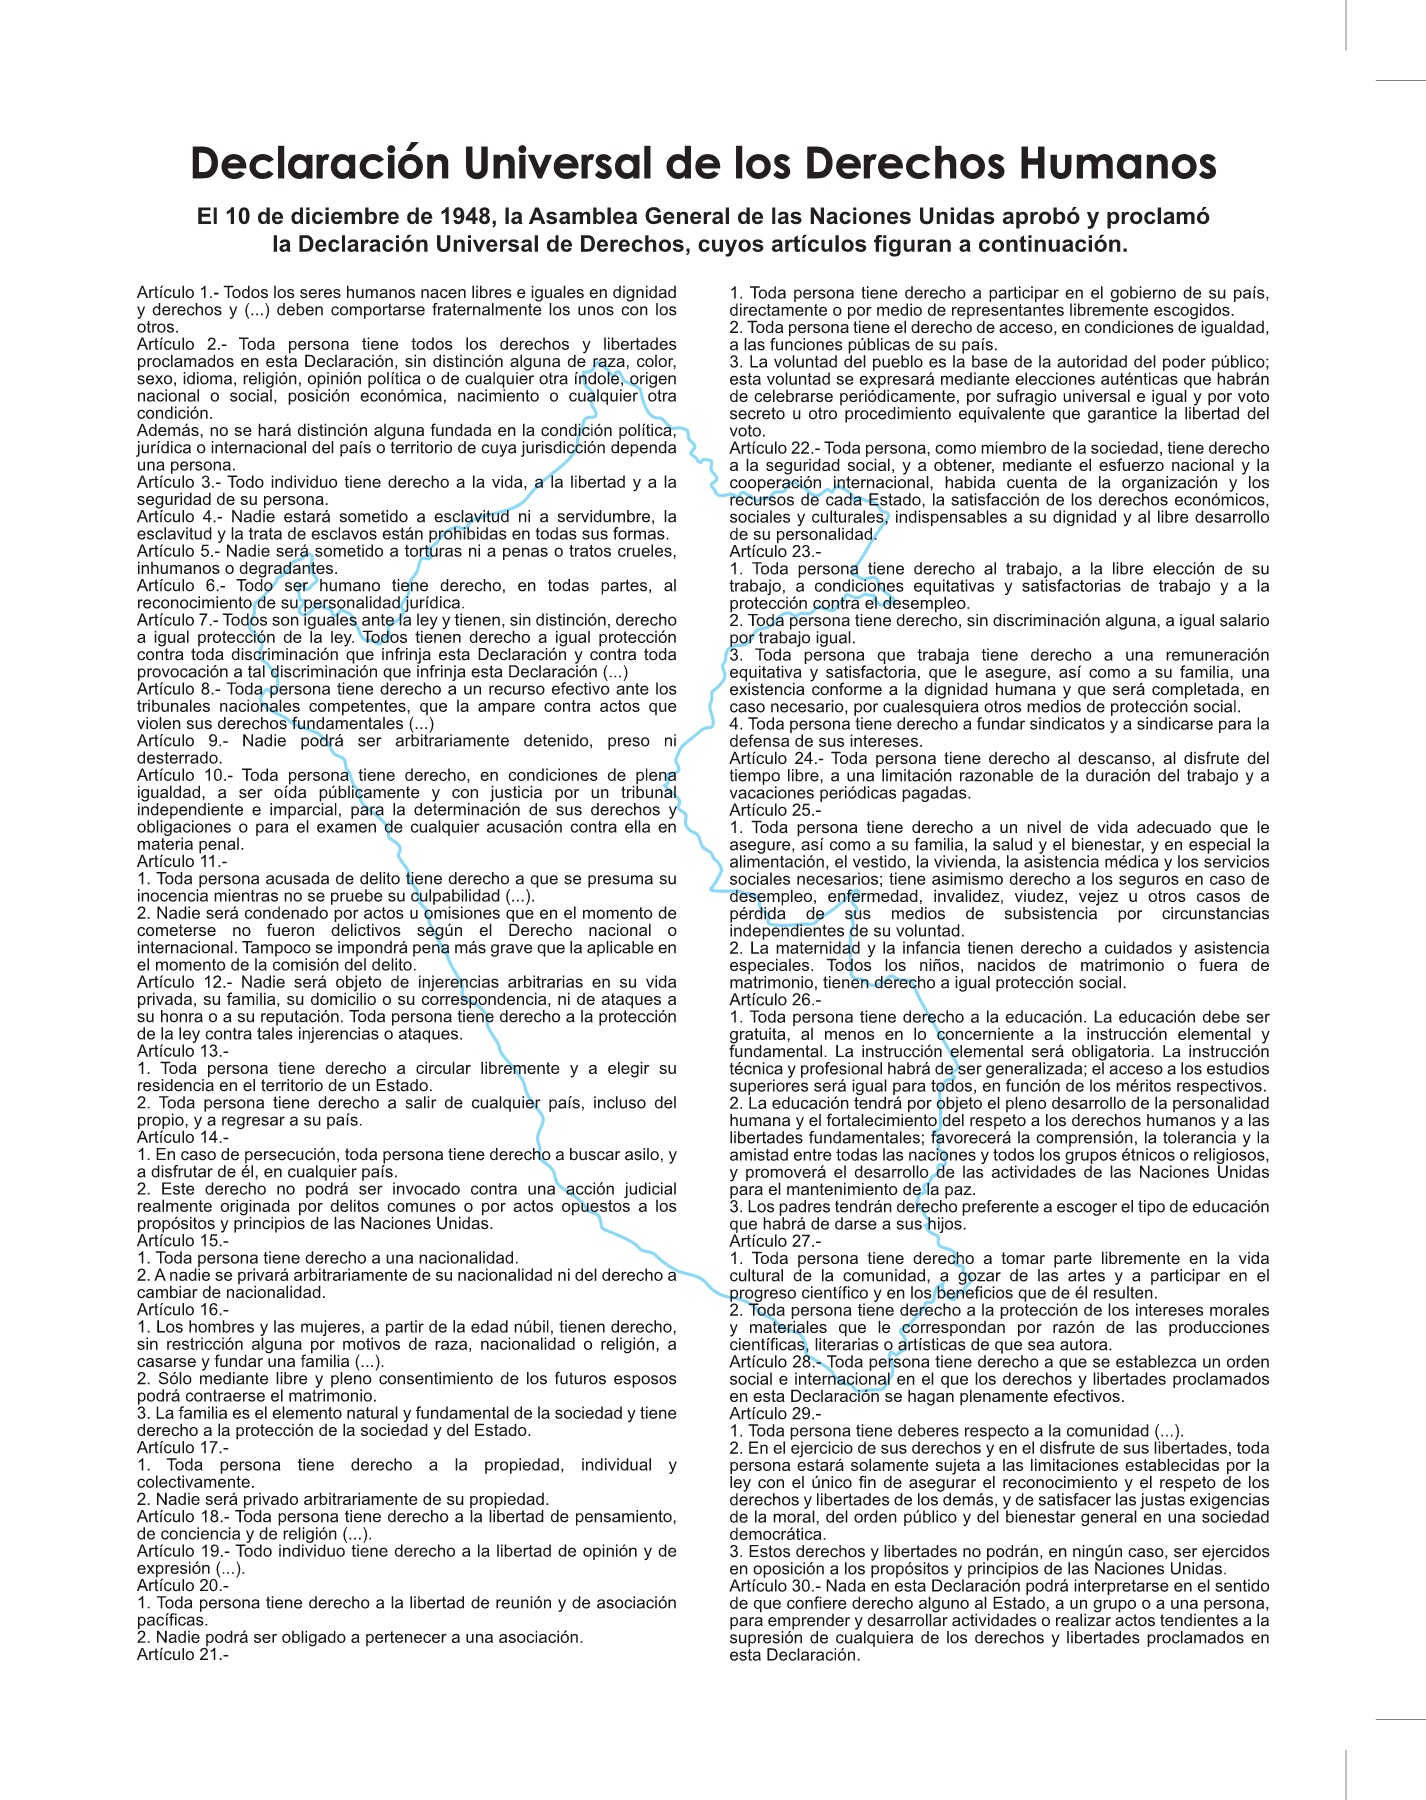 Declaración Universal de los Derechos Humanos
El 10 de diciembre de 1948, la Asamblea General de las Naciones Unidas aprobó y proclamó
la Declaración Universal de Derechos, cuyos artículos figuran a continuación.
Artículo 1.- Todos los seres humanos nacen libres e iguales en dignidad
y derechos y (...) deben comportarse fraternalmente los unos con los
otros.
Artículo 2.- Toda persona tiene todos los derechos y libertades
proclamados en esta Declaración, sin distinción alguna de raza, color,
sexo, idioma, religión, opinión política o de cualquier otra índole, origen
nacional o social, posición económica, nacimiento o cualquier otra
condición.
Además, no se hará distinción alguna fundada en la condición política,
jurídica o internacional del país o territorio de cuya jurisdicción dependa
una persona.
Artículo 3.- Todo individuo tiene derecho a la vida, a la libertad y a la
seguridad de su persona.
Artículo 4.- Nadie estará sometido a esclavitud ni a servidumbre, la
esclavitud y la trata de esclavos están prohibidas en todas sus formas.
Artículo 5.- Nadie será sometido a torturas ni a penas o tratos crueles,
inhumanos o degradantes.
Artículo 6.- Todo ser humano tiene derecho, en todas partes, al
reconocimiento de su personalidad jurídica.
Artículo 7.- Todos son iguales ante la ley y tienen, sin distinción, derecho
a igual protección de la ley. Todos tienen derecho a igual protección
contra toda discriminación que infrinja esta Declaración y contra toda
provocación a tal discriminación que infrinja esta Declaración (...)
Artículo 8.- Toda persona tiene derecho a un recurso efectivo ante los
tribunales nacionales competentes, que la ampare contra actos que
violen sus derechos fundamentales (...)
Artículo 9.- Nadie podrá ser arbitrariamente detenido, preso ni
desterrado.
Artículo 10.- Toda persona tiene derecho, en condiciones de plena
igualdad, a ser oída públicamente y con justicia por un tribunal
independiente e imparcial, para la determinación de sus derechos y
obligaciones o para el examen de cualquier acusación contra ella en
materia penal.
Artículo 11.-
1. Toda persona acusada de delito tiene derecho a que se presuma su
inocencia mientras no se pruebe su culpabilidad (...).
2. Nadie será condenado por actos u omisiones que en el momento de
cometerse no fueron delictivos según el Derecho nacional o
internacional. Tampoco se impondrá pena más grave que la aplicable en
el momento de la comisión del delito.
Artículo 12.- Nadie será objeto de injerencias arbitrarias en su vida
privada, su familia, su domicilio o su correspondencia, ni de ataques a
su honra o a su reputación. Toda persona tiene derecho a la protección
de la ley contra tales injerencias o ataques.
Artículo 13.-
1. Toda persona tiene derecho a circular libremente y a elegir su
residencia en el territorio de un Estado.
2. Toda persona tiene derecho a salir de cualquier país, incluso del
propio, y a regresar a su país.
Artículo 14.-
1. En caso de persecución, toda persona tiene derecho a buscar asilo, y
a disfrutar de él, en cualquier país.
2. Este derecho no podrá ser invocado contra una acción judicial
realmente originada por delitos comunes o por actos opuestos a los
propósitos y principios de las Naciones Unidas.
Artículo 15.-
1. Toda persona tiene derecho a una nacionalidad.
2. A nadie se privará arbitrariamente de su nacionalidad ni del derecho a
cambiar de nacionalidad.
Artículo 16.-
1. Los hombres y las mujeres, a partir de la edad núbil, tienen derecho,
sin restricción alguna por motivos de raza, nacionalidad o religión, a
casarse y fundar una familia (...).
2. Sólo mediante libre y pleno consentimiento de los futuros esposos
podrá contraerse el matrimonio.
3. La familia es el elemento natural y fundamental de la sociedad y tiene
derecho a la protección de la sociedad y del Estado.
Artículo 17.-
1. Toda persona tiene derecho a la propiedad, individual y
colectivamente.
2. Nadie será privado arbitrariamente de su propiedad.
Artículo 18.- Toda persona tiene derecho a la libertad de pensamiento,
de conciencia y de religión (...).
Artículo 19.- Todo individuo tiene derecho a la libertad de opinión y de
expresión (...).
Artículo 20.-
1. Toda persona tiene derecho a la libertad de reunión y de asociación
pacíficas.
2. Nadie podrá ser obligado a pertenecer a una asociación.
Artículo 21.-
1. Toda persona tiene derecho a participar en el gobierno de su país,
directamente o por medio de representantes libremente escogidos.
2. Toda persona tiene el derecho de acceso, en condiciones de igualdad,
a las funciones públicas de su país.
3. La voluntad del pueblo es la base de la autoridad del poder público;
esta voluntad se expresará mediante elecciones auténticas que habrán
de celebrarse periódicamente, por sufragio universal e igual y por voto
secreto u otro procedimiento equivalente que garantice la libertad del
voto.
Artículo 22.- Toda persona, como miembro de la sociedad, tiene derecho
a la seguridad social, y a obtener, mediante el esfuerzo nacional y la
cooperación internacional, habida cuenta de la organización y los
recursos de cada Estado, la satisfacción de los derechos económicos,
sociales y culturales, indispensables a su dignidad y al libre desarrollo
de su personalidad.
Artículo 23.-
1. Toda persona tiene derecho al trabajo, a la libre elección de su
trabajo, a condiciones equitativas y satisfactorias de trabajo y a la
protección contra el desempleo.
2. Toda persona tiene derecho, sin discriminación alguna, a igual salario
por trabajo igual.
3. Toda persona que trabaja tiene derecho a una remuneración
equitativa y satisfactoria, que le asegure, así como a su familia, una
existencia conforme a la dignidad humana y que será completada, en
caso necesario, por cualesquiera otros medios de protección social.
4. Toda persona tiene derecho a fundar sindicatos y a sindicarse para la
defensa de sus intereses.
Artículo 24.- Toda persona tiene derecho al descanso, al disfrute del
tiempo libre, a una limitación razonable de la duración del trabajo y a
vacaciones periódicas pagadas.
Artículo 25.-
1. Toda persona tiene derecho a un nivel de vida adecuado que le
asegure, así como a su familia, la salud y el bienestar, y en especial la
alimentación, el vestido, la vivienda, la asistencia médica y los servicios
sociales necesarios; tiene asimismo derecho a los seguros en caso de
desempleo, enfermedad, invalidez, viudez, vejez u otros casos de
pérdida de sus medios de subsistencia por circunstancias
independientes de su voluntad.
2. La maternidad y la infancia tienen derecho a cuidados y asistencia
especiales. Todos los niños, nacidos de matrimonio o fuera de
matrimonio, tienen derecho a igual protección social.
Artículo 26.-
1. Toda persona tiene derecho a la educación. La educación debe ser
gratuita, al menos en lo concerniente a la instrucción elemental y
fundamental. La instrucción elemental será obligatoria. La instrucción
técnica y profesional habrá de ser generalizada; el acceso a los estudios
superiores será igual para todos, en función de los méritos respectivos.
2. La educación tendrá por objeto el pleno desarrollo de la personalidad
humana y el fortalecimiento del respeto a los derechos humanos y a las
libertades fundamentales; favorecerá la comprensión, la tolerancia y la
amistad entre todas las naciones y todos los grupos étnicos o religiosos,
y promoverá el desarrollo de las actividades de las Naciones Unidas
para el mantenimiento de la paz.
3. Los padres tendrán derecho preferente a escoger el tipo de educación
que habrá de darse a sus hijos.
Artículo 27.-
1. Toda persona tiene derecho a tomar parte libremente en la vida
cultural de la comunidad, a gozar de las artes y a participar en el
progreso científico y en los beneficios que de él resulten.
2. Toda persona tiene derecho a la protección de los intereses morales
y materiales que le correspondan por razón de las producciones
científicas, literarias o artísticas de que sea autora.
Artículo 28.- Toda persona tiene derecho a que se establezca un orden
social e internacional en el que los derechos y libertades proclamados
en esta Declaración se hagan plenamente efectivos.
Artículo 29.-
1. Toda persona tiene deberes respecto a la comunidad (...).
2. En el ejercicio de sus derechos y en el disfrute de sus libertades, toda
persona estará solamente sujeta a las limitaciones establecidas por la
ley con el único fin de asegurar el reconocimiento y el respeto de los
derechos y libertades de los demás, y de satisfacer las justas exigencias
de la moral, del orden público y del bienestar general en una sociedad
democrática.
3. Estos derechos y libertades no podrán, en ningún caso, ser ejercidos
en oposición a los propósitos y principios de las Naciones Unidas.
Artículo 30.- Nada en esta Declaración podrá interpretarse en el sentido
de que confiere derecho alguno al Estado, a un grupo o a una persona,
para emprender y desarrollar actividades o realizar actos tendientes a la
supresión de cualquiera de los derechos y libertades proclamados en
esta Declaración.